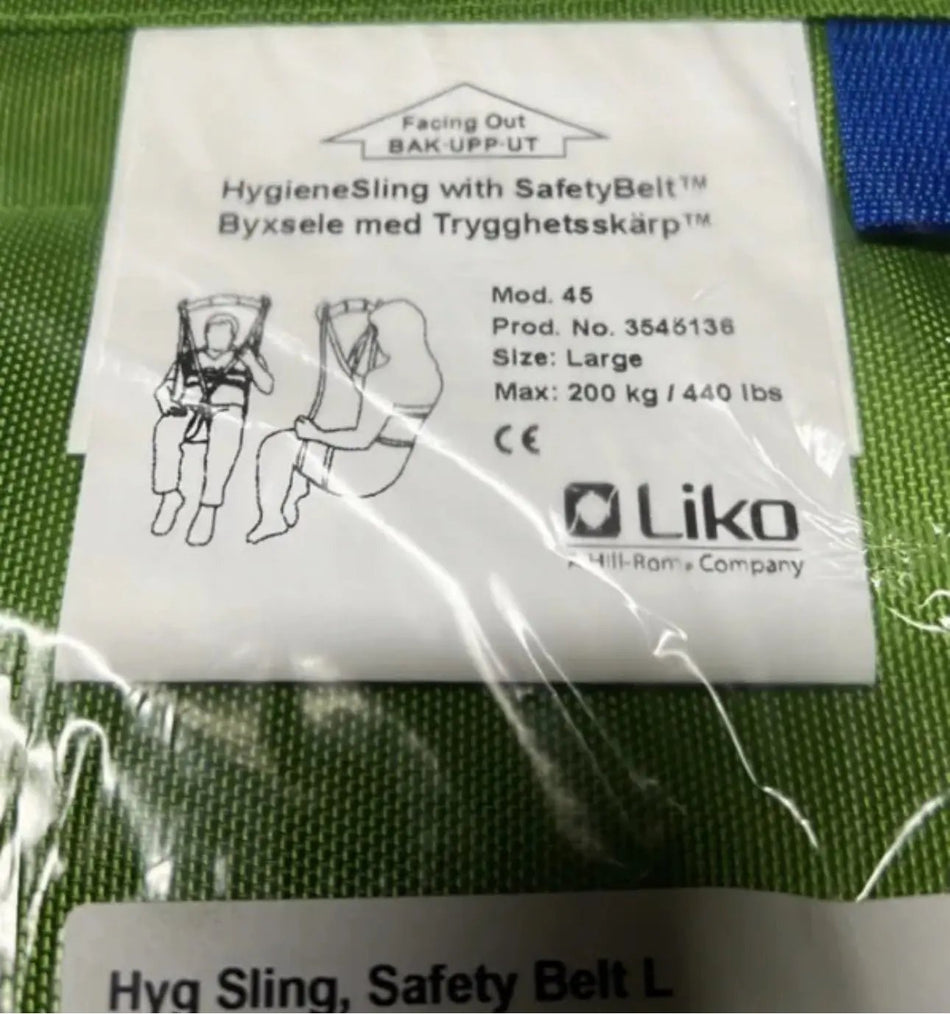 Facing Out
BAK-UPP-UT
HygieneSling with SafetyBelt™
Byxsele med Trygghetsskärp™
Mod. 45
Prod. No. 3545136
Size: Large
Max: 200 kg / 440 lbs
CE
Liko
A Hill-Rom® Company
Hyg Sling, Safety Belt L